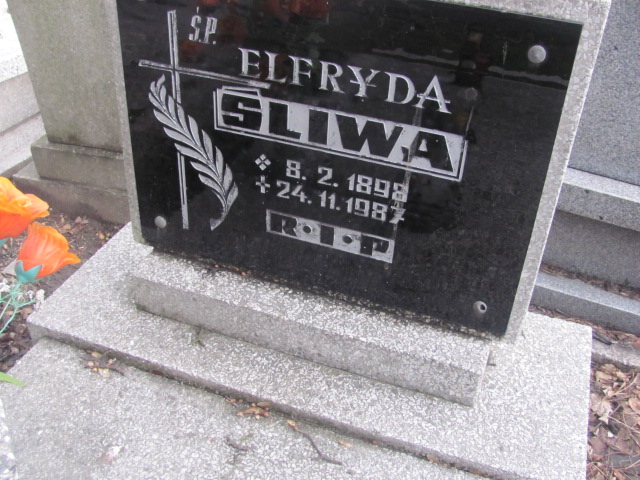 Ś.P.
ELFRYDA
ŚLIWA
8. 2. 1898
24. 11. 1987
R·I·P